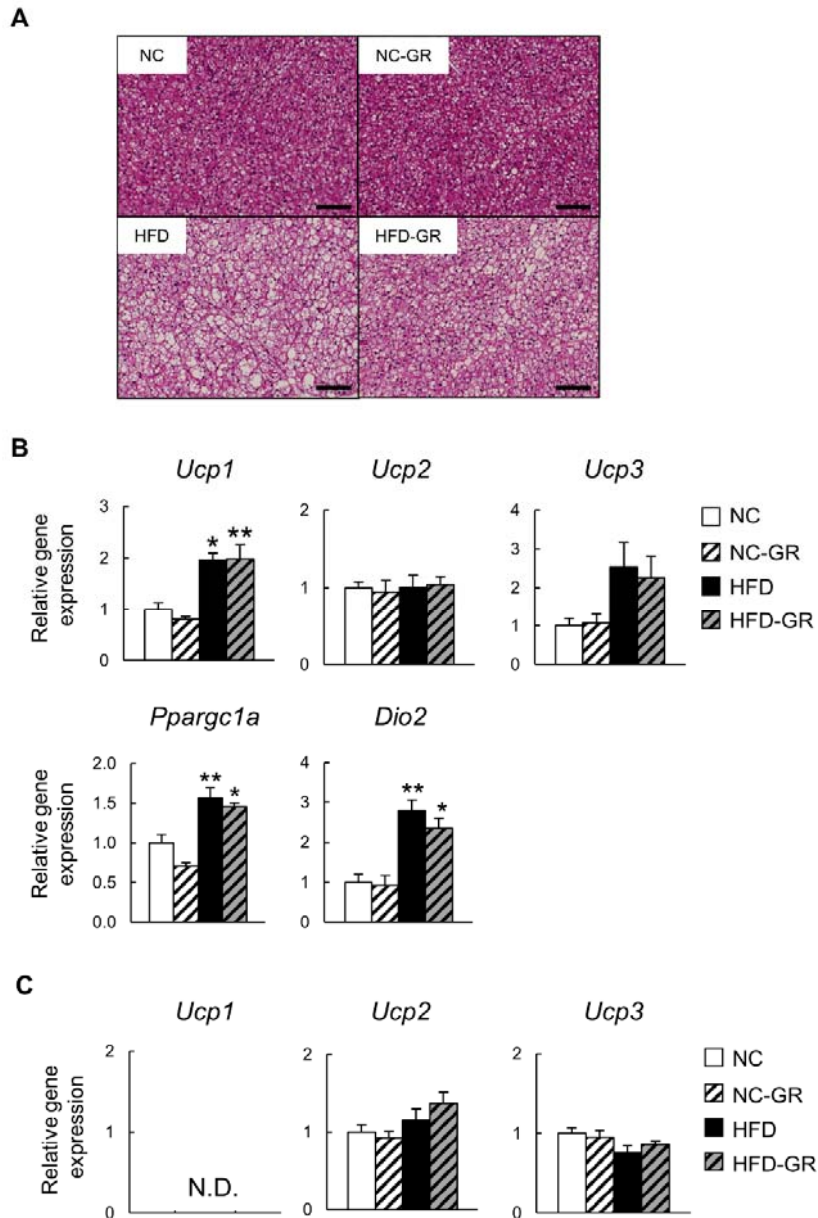 A
NC
NC-GR
HFD
HFD-GR
B
Ucp1
Ucp2
Ucp3
Relative gene
expression
3
2
1
0
* **
2
1
0
4
3
2
1
0
NC
NC-GR
HFD
HFD-GR
Ppargc1a
Dio2
Relative gene
expression
2.0
1.5
1.0
0.5
0.0
** *
4
3
2
1
0
** *
C
Ucp1
Ucp2
Ucp3
Relative gene
expression
2
1
0
N.D.
2
1
0
2
1
0
NC
NC-GR
HFD
HFD-GR